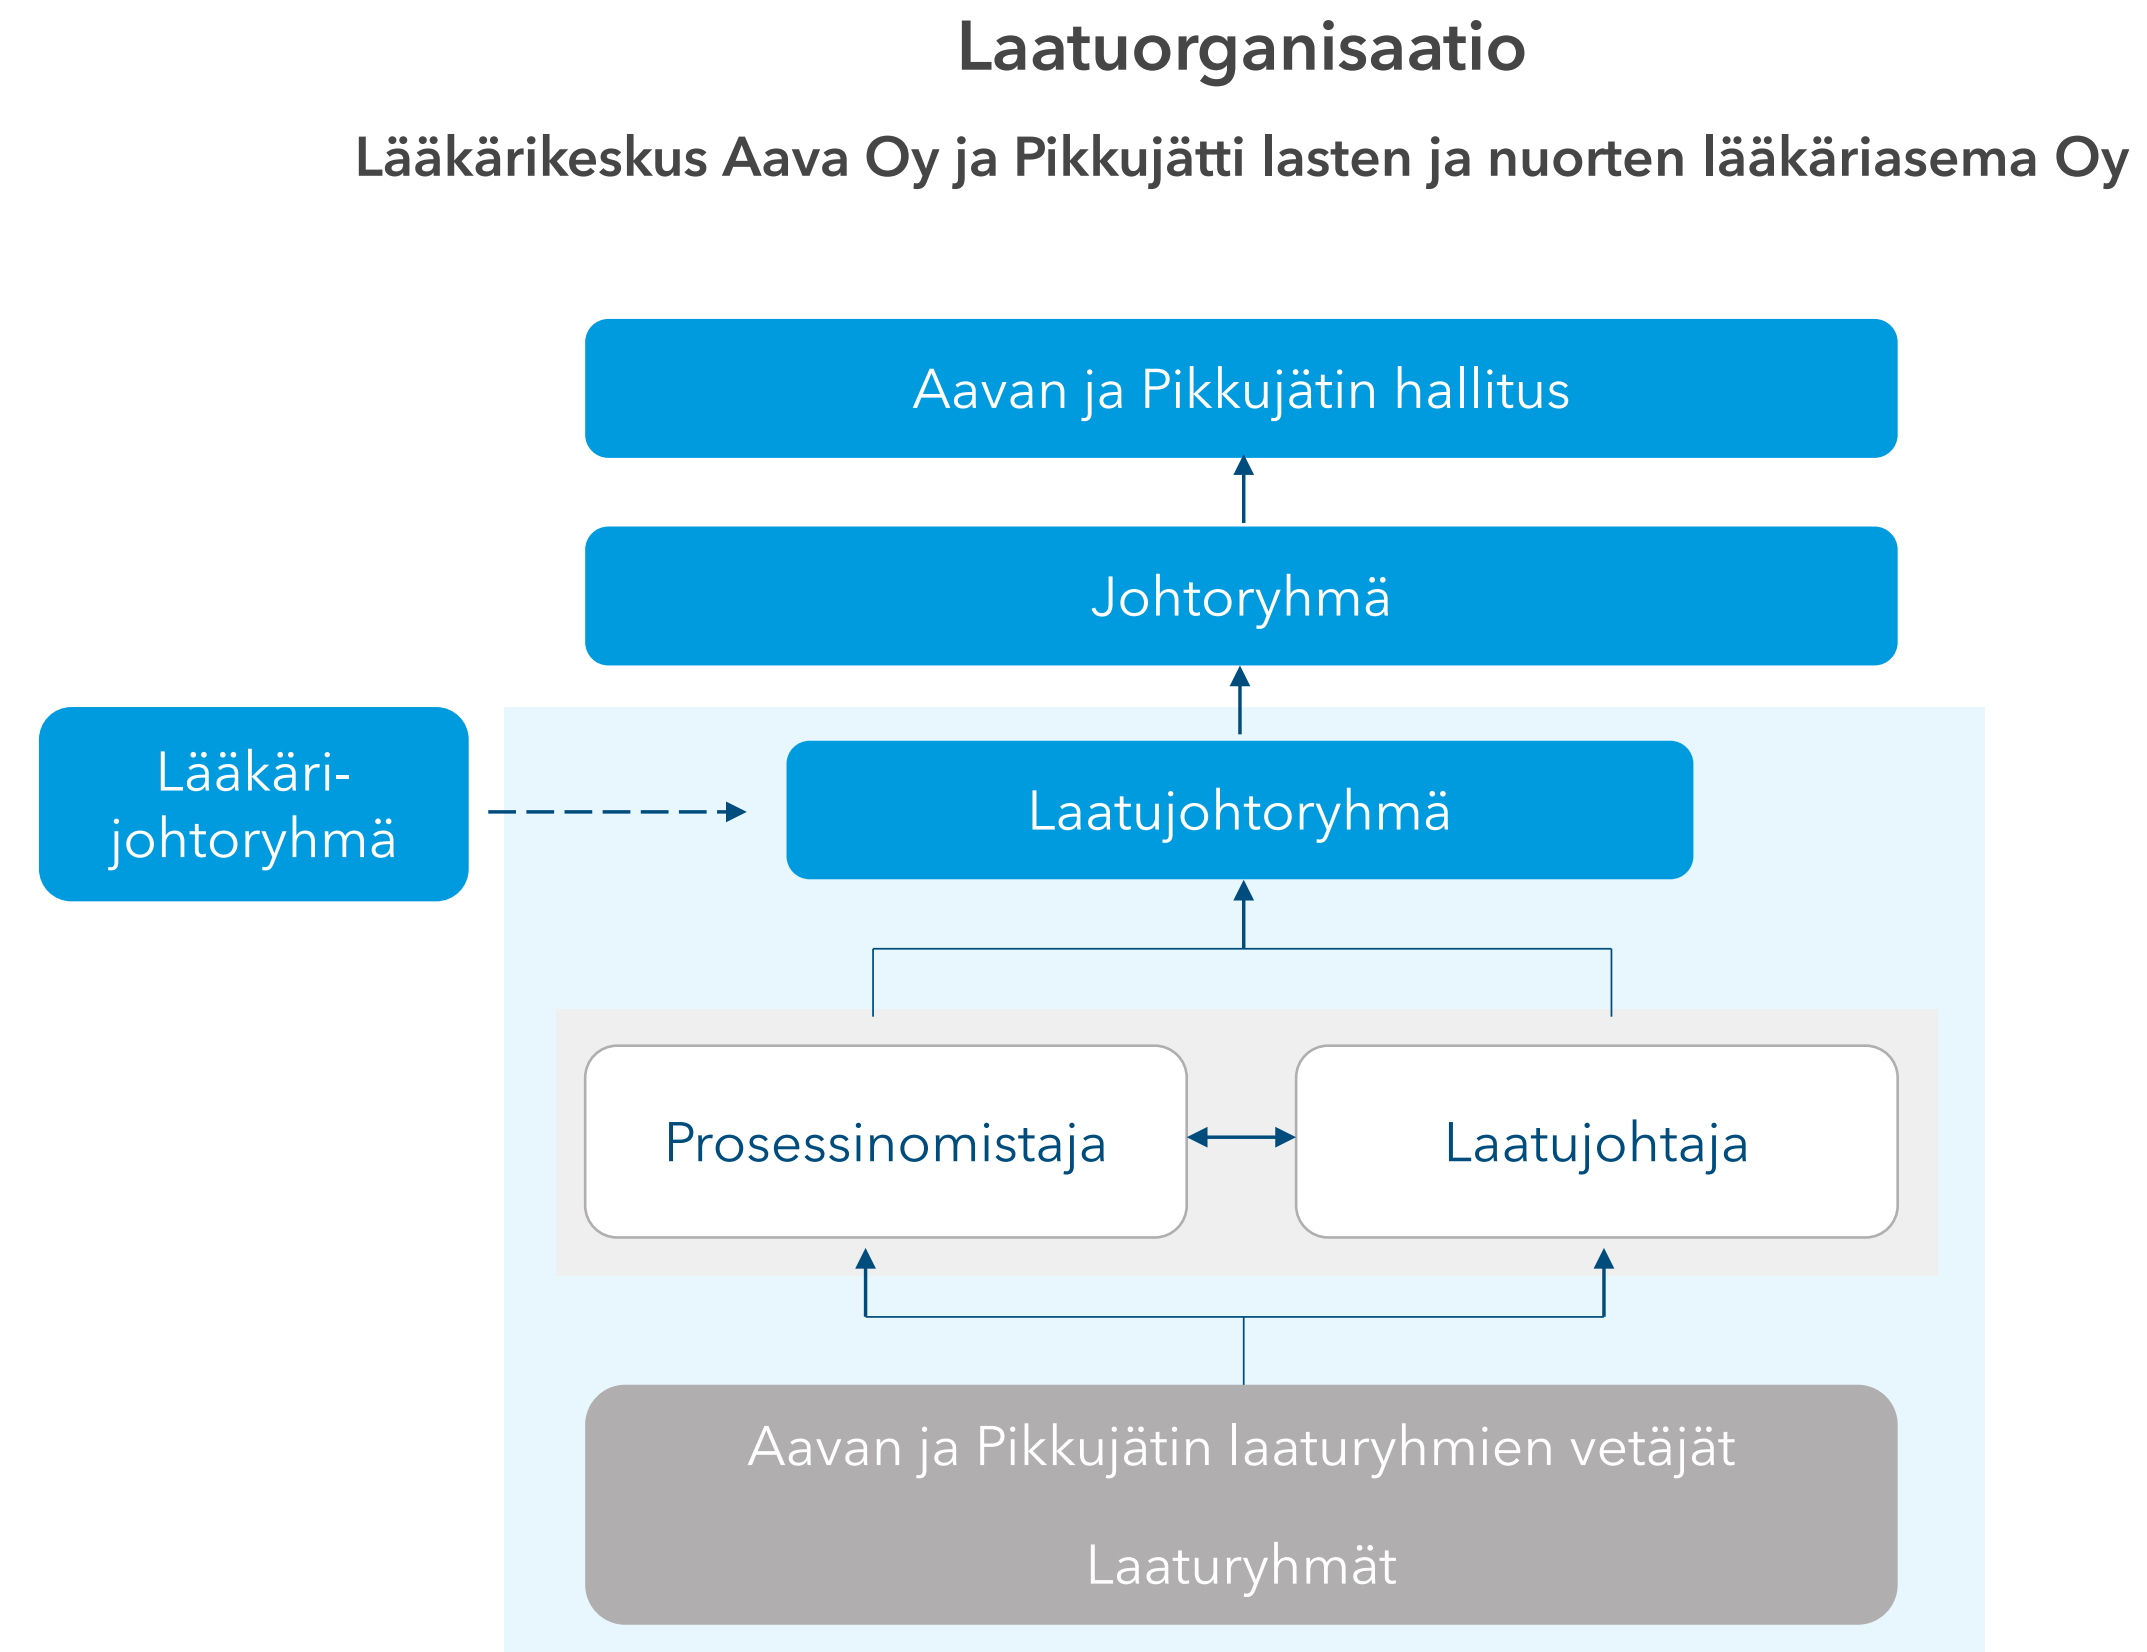 Laatuorganisaatio
Lääkärikeskus Aava Oy ja Pikkujätti lasten ja nuorten lääkäriasema Oy
Aavan ja Pikkujätin hallitus
Johtoryhmä
Lääkäri-
johtoryhmä
Laatujohtoryhmä
Prosessinomistaja
Laatujohtaja
Aavan ja Pikkujätin laaturyhmien vetäjät
Laaturyhmät